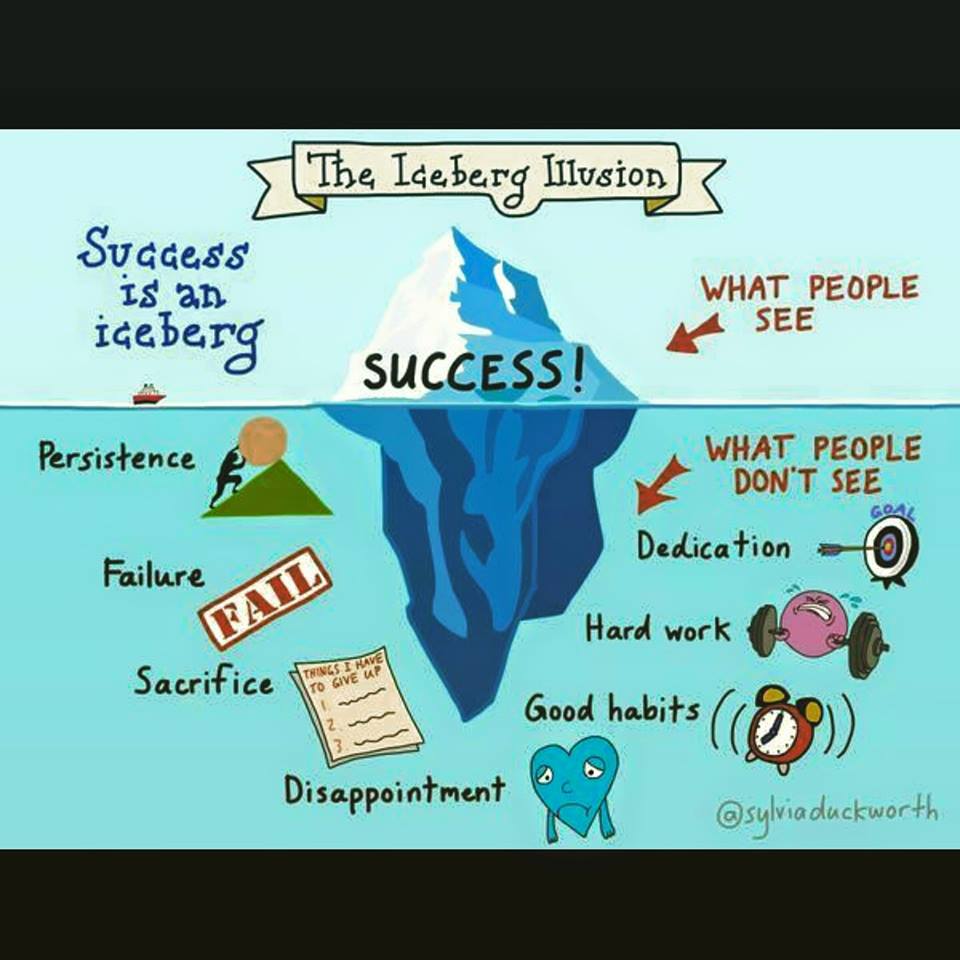 The Iceberg Illusion
Success
is an
iceberg
WHAT PEOPLE
SEE
SUCCESS!
WHAT PEOPLE
DON'T SEE
Persistence
GOAL
Dedication
Failure
FAIL
Hard work
Sacrifice
THINGS I HAVE
TO GIVE UP
1.
2.
3.
Good habits
Disappointment
@sylviaduckworth